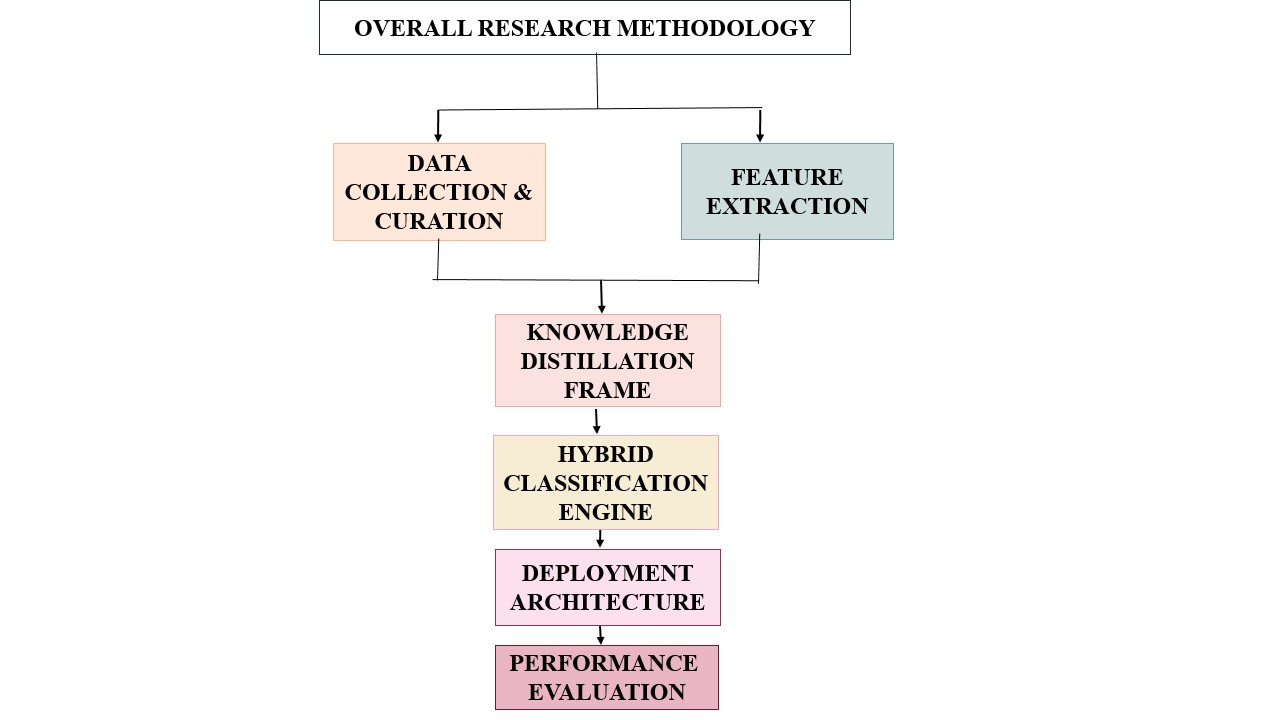 OVERALL RESEARCH METHODOLOGY
DATA
COLLECTION &
CURATION
FEATURE
EXTRACTION
KNOWLEDGE
DISTILLATION
FRAME
HYBRID
CLASSIFICATION
ENGINE
DEPLOYMENT
ARCHITECTURE
PERFORMANCE
EVALUATION